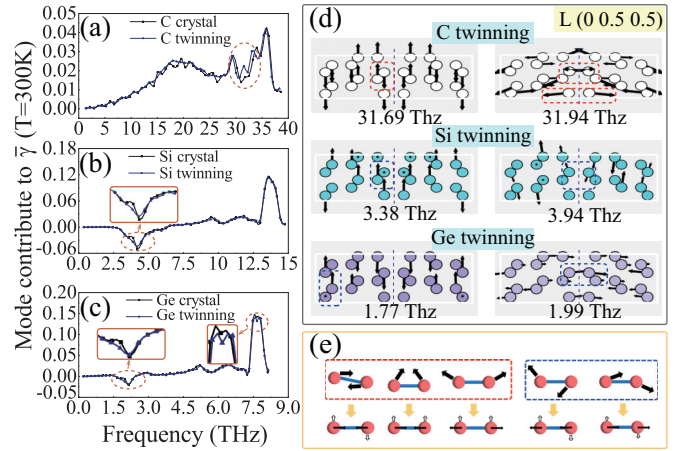 Mode contribute to γ̄ (T=300K)
(a)
C crystal
C twinning
0.05
0.04
0.03
0.02
0.01
0.00
0 5 10 15 20 25 30 35 40
(b)
Si crystal
Si twinning
0.18
0.12
0.06
0.00
-0.06
0.0 2.5 5.0 7.5 10.0 12.5 15
(c)
Ge crystal
Ge twinning
0.20
0.15
0.10
0.05
0.00
-0.05
0.0 1.5 3.0 4.5 6.0 7.5 9.0
Frequency (THz)
(d)
L (0 0.5 0.5)
C twinning
31.69 Thz 31.94 Thz
Si twinning
3.38 Thz 3.94 Thz
Ge twinning
1.77 Thz 1.99 Thz
(e)